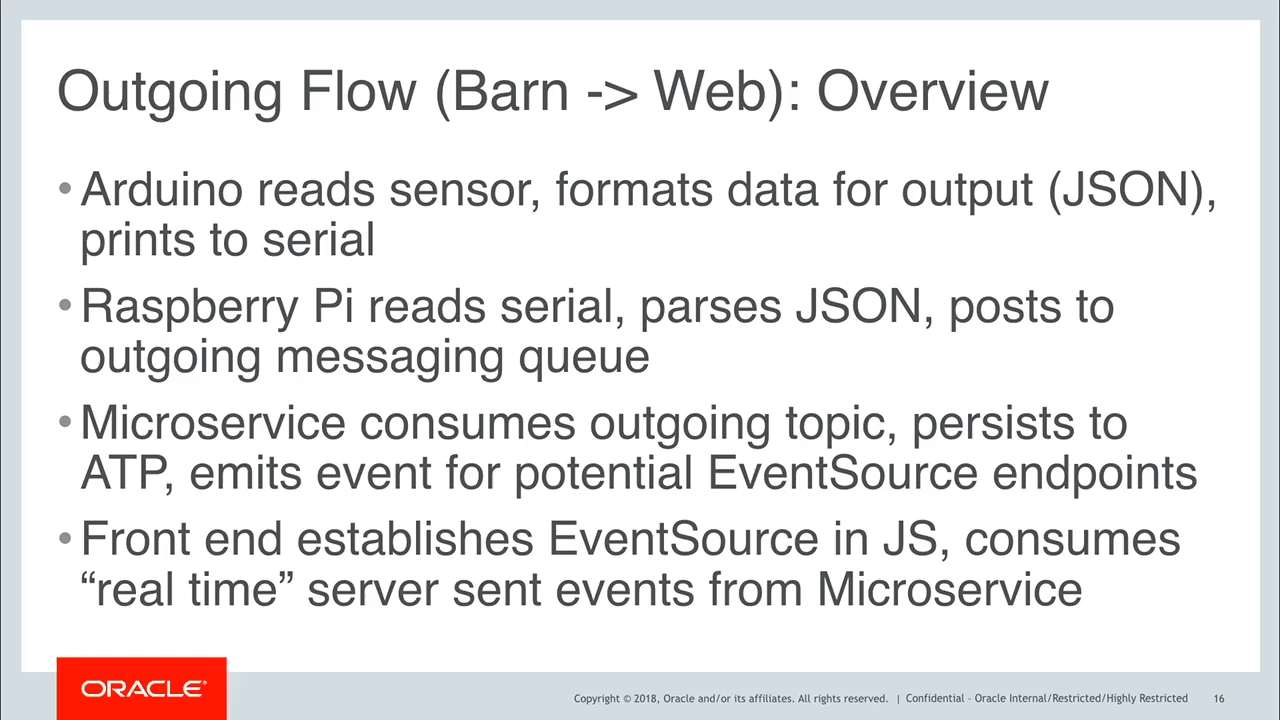 Outgoing Flow (Barn -> Web): Overview
• Arduino reads sensor, formats data for output (JSON),
prints to serial
• Raspberry Pi reads serial, parses JSON, posts to
outgoing messaging queue
• Microservice consumes outgoing topic, persists to
ATP, emits event for potential EventSource endpoints
• Front end establishes EventSource in JS, consumes
“real time” server sent events from Microservice
ORACLE®
Copyright © 2018, Oracle and/or its affiliates. All rights reserved. | Confidential – Oracle Internal/Restricted/Highly Restricted 16